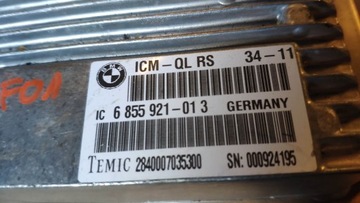 BMW
ICM-QL RS 34-11
IC 6 855 921-01 3 GERMANY
TEMIC 2840007035300 SN: 000924195
F01